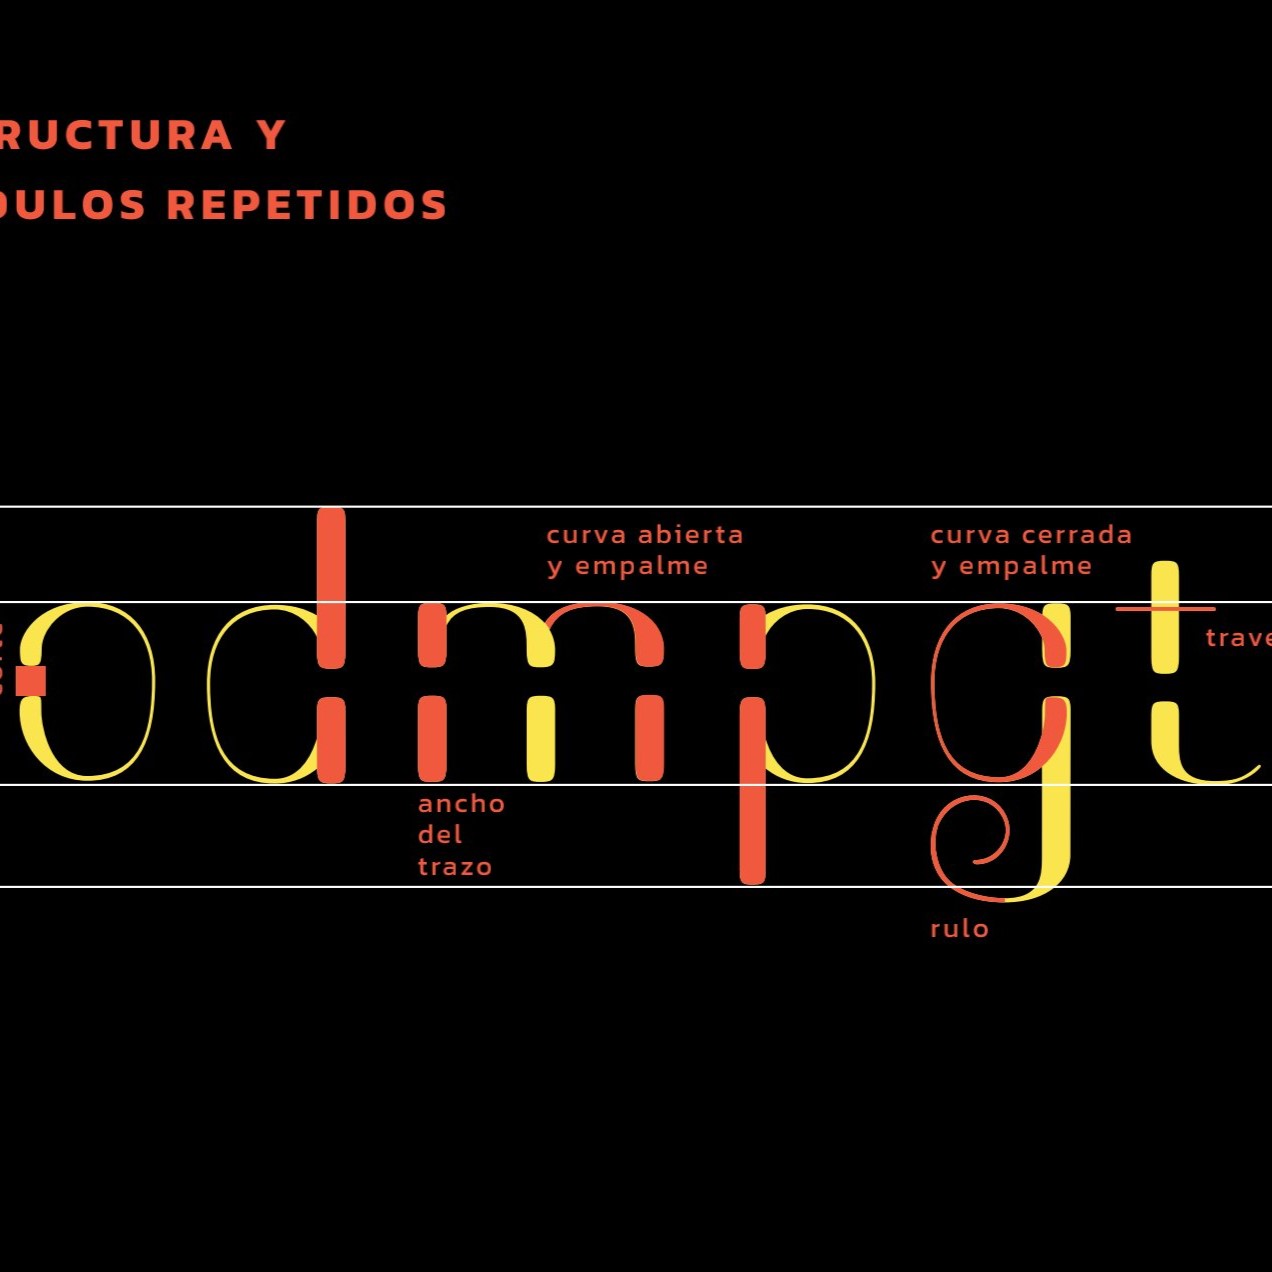 RUCTURA Y
DULOS REPETIDOS
curva abierta
y empalme
curva cerrada
y empalme
odmpgt
trave
ancho
del
trazo
rulo